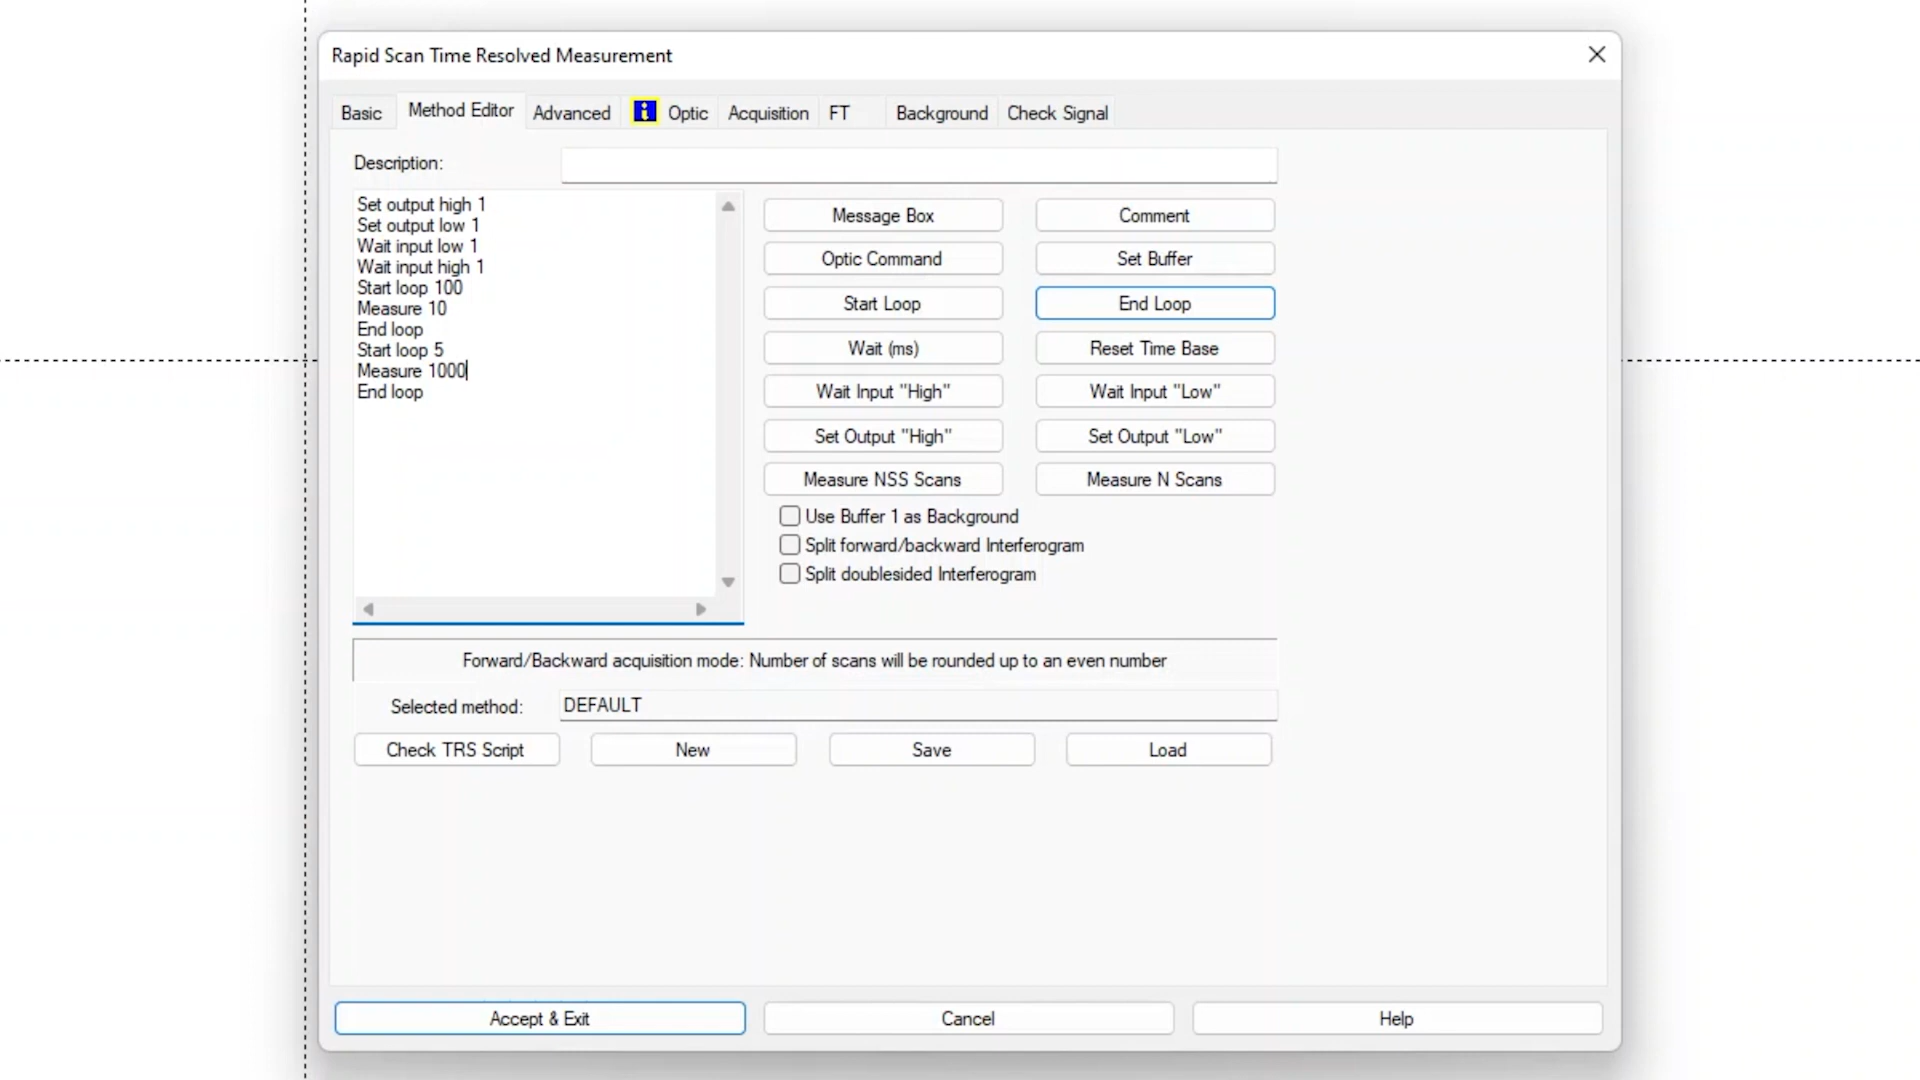 Rapid Scan Time Resolved Measurement
Basic
Method Editor
Advanced
i
Optic
Acquisition
FT
Background
Check Signal
Description:
Set output high 1
Set output low 1
Wait input low 1
Wait input high 1
Start loop 100
Measure 10
End loop
Start loop 5
Measure 1000
End loop
Message Box
Comment
Optic Command
Set Buffer
Start Loop
End Loop
Wait (ms)
Reset Time Base
Wait Input "High"
Wait Input "Low"
Set Output "High"
Set Output "Low"
Measure NSS Scans
Measure N Scans
Use Buffer 1 as Background
Split forward/backward Interferogram
Split doublesided Interferogram
Forward/Backward acquisition mode: Number of scans will be rounded up to an even number
Selected method:
DEFAULT
Check TRS Script
New
Save
Load
Accept & Exit
Cancel
Help